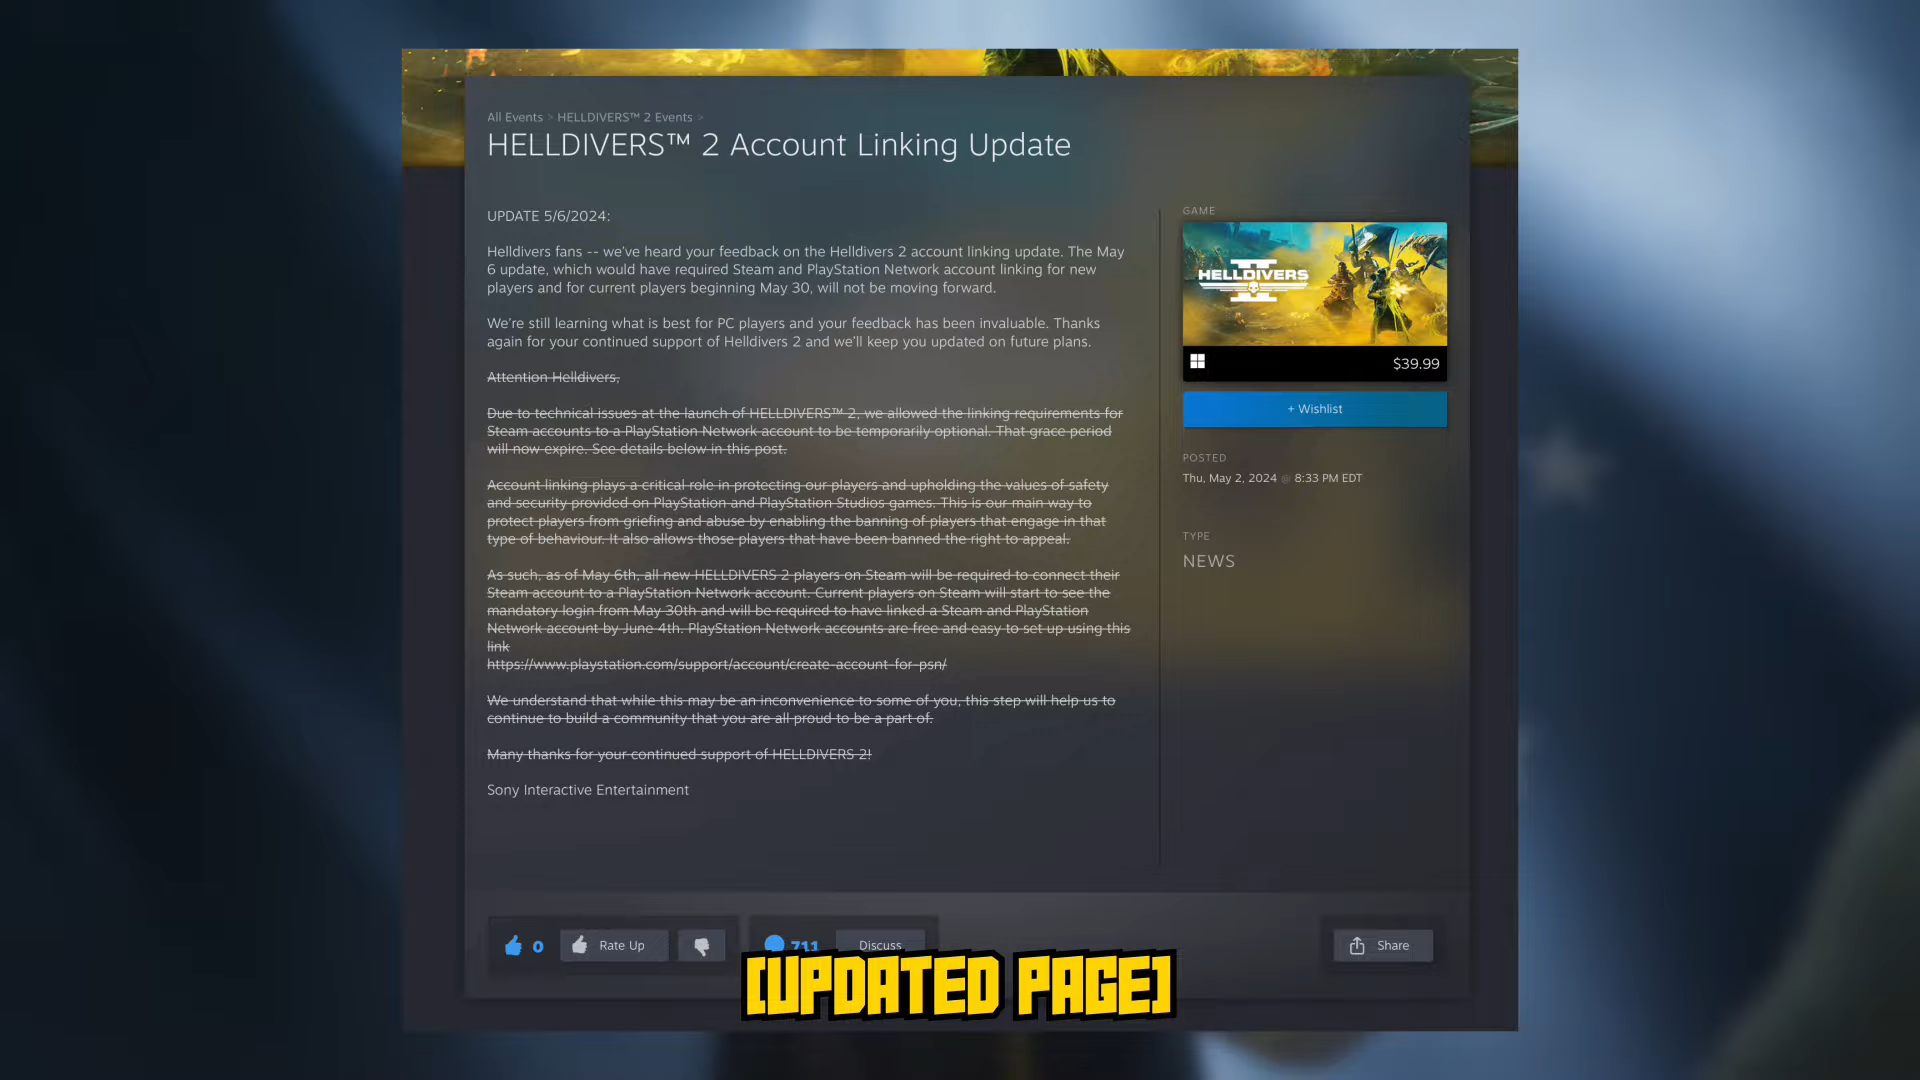 All Events > HELLDIVERS™ 2 Events >
HELLDIVERS™ 2 Account Linking Update
UPDATE 5/6/2024:
Helldivers fans -- we've heard your feedback on the Helldivers 2 account linking update. The May
6 update, which would have required Steam and PlayStation Network account linking for new
players and for current players beginning May 30, will not be moving forward.
We're still learning what is best for PC players and your feedback has been invaluable. Thanks
again for your continued support of Helldivers 2 and we'll keep you updated on future plans.
Attention Helldivers,
Due to technical issues at the launch of HELLDIVERS™ 2, we allowed the linking requirements for
Steam accounts to a PlayStation Network account to be temporarily optional. That grace period
will now expire. See details below in this post.
Account linking plays a critical role in protecting our players and upholding the values of safety
and security provided on PlayStation and PlayStation Studios games. This is our main way to
protect players from griefing and abuse by enabling the banning of players that engage in that
type of behaviour. It also allows those players that have been banned the right to appeal.
As such, as of May 6th, all new HELLDIVERS 2 players on Steam will be required to connect their
Steam account to a PlayStation Network account. Current players on Steam will start to see the
mandatory login from May 30th and will be required to have linked a Steam and PlayStation
Network account by June 4th. PlayStation Network accounts are free and easy to set up using this
link
https://www.playstation.com/support/account/create-account-for-psn/
We understand that while this may be an inconvenience to some of you, this step will help us to
continue to build a community that you are all proud to be a part of.
Many thanks for your continued support of HELLDIVERS 2!
Sony Interactive Entertainment
GAME
HELLDIVERS
II
$39.99
+ Wishlist
POSTED
Thu, May 2, 2024 @ 8:33 PM EDT
TYPE
NEWS
0
Rate Up
711
Discuss
Share
[UPDATED PAGE]